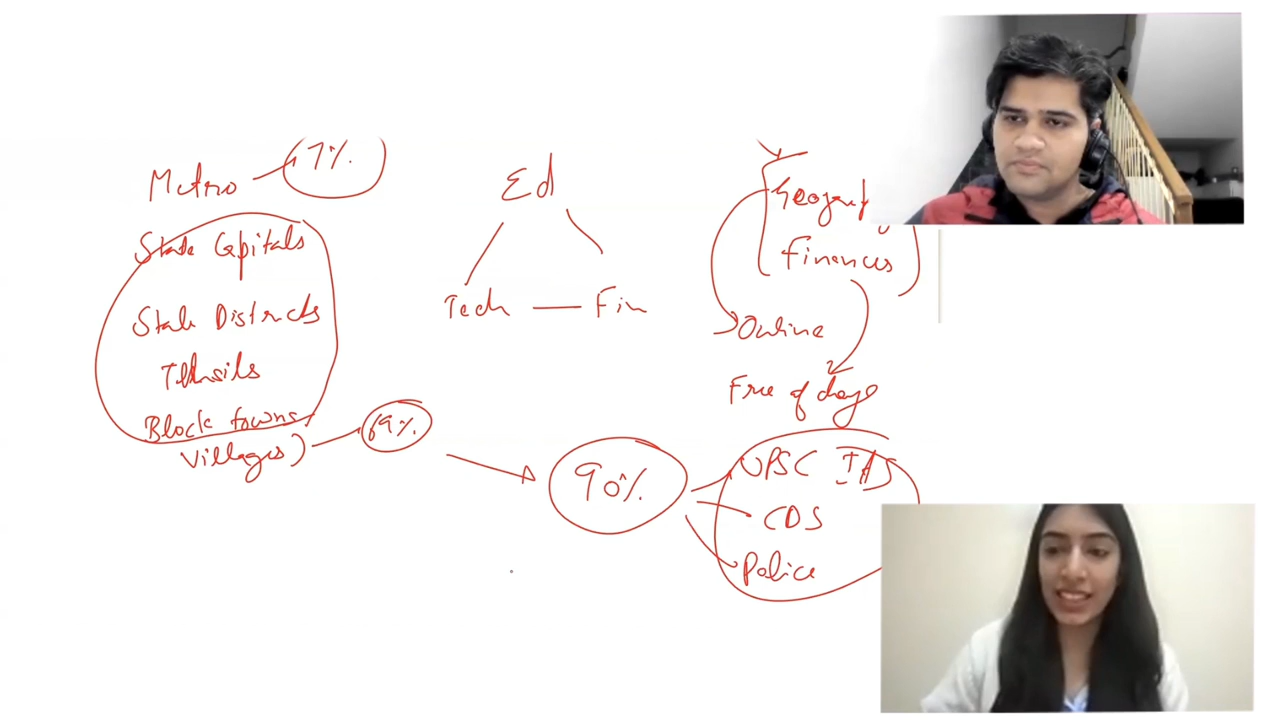 Metro 7%
State Capitals
State Districts
Tehsils
Block towns
Villages) 69%
Ed
Tech Fin
Finances
Online
Free of charge
90%
UPSC IAS
CDS
Police